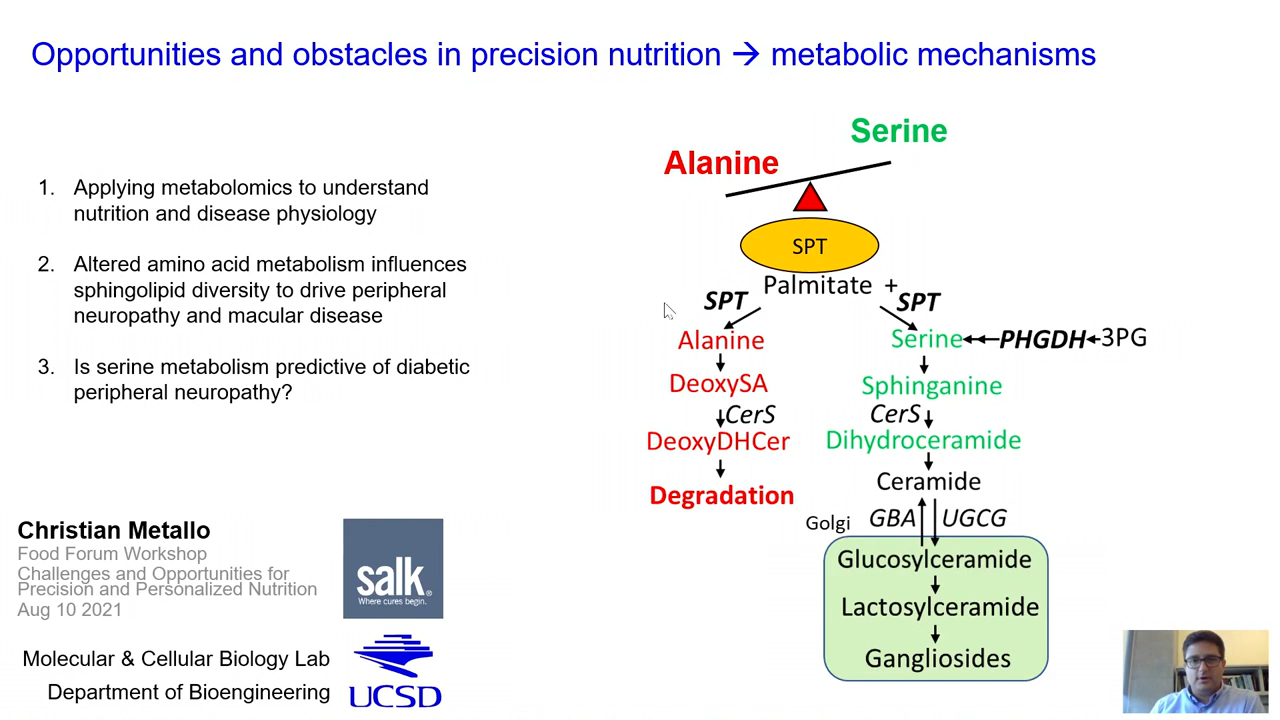 Opportunities and obstacles in precision nutrition → metabolic mechanisms
1. Applying metabolomics to understand
nutrition and disease physiology
2. Altered amino acid metabolism influences
sphingolipid diversity to drive peripheral
neuropathy and macular disease
3. Is serine metabolism predictive of diabetic
peripheral neuropathy?
Christian Metallo
Food Forum Workshop
Challenges and Opportunities for
Precision and Personalized Nutrition
Aug 10 2021
salk®
Where cures begin.
Molecular & Cellular Biology Lab
Department of Bioengineering
UCSD
Serine
Alanine
SPT
Palmitate +
SPT SPT
Alanine Serine PHGDH 3PG
DeoxySA Sphinganine
CerS CerS
DeoxyDHCer Dihydroceramide
Degradation Ceramide
Golgi GBA UGCG
Glucosylceramide
Lactosylceramide
Gangliosides